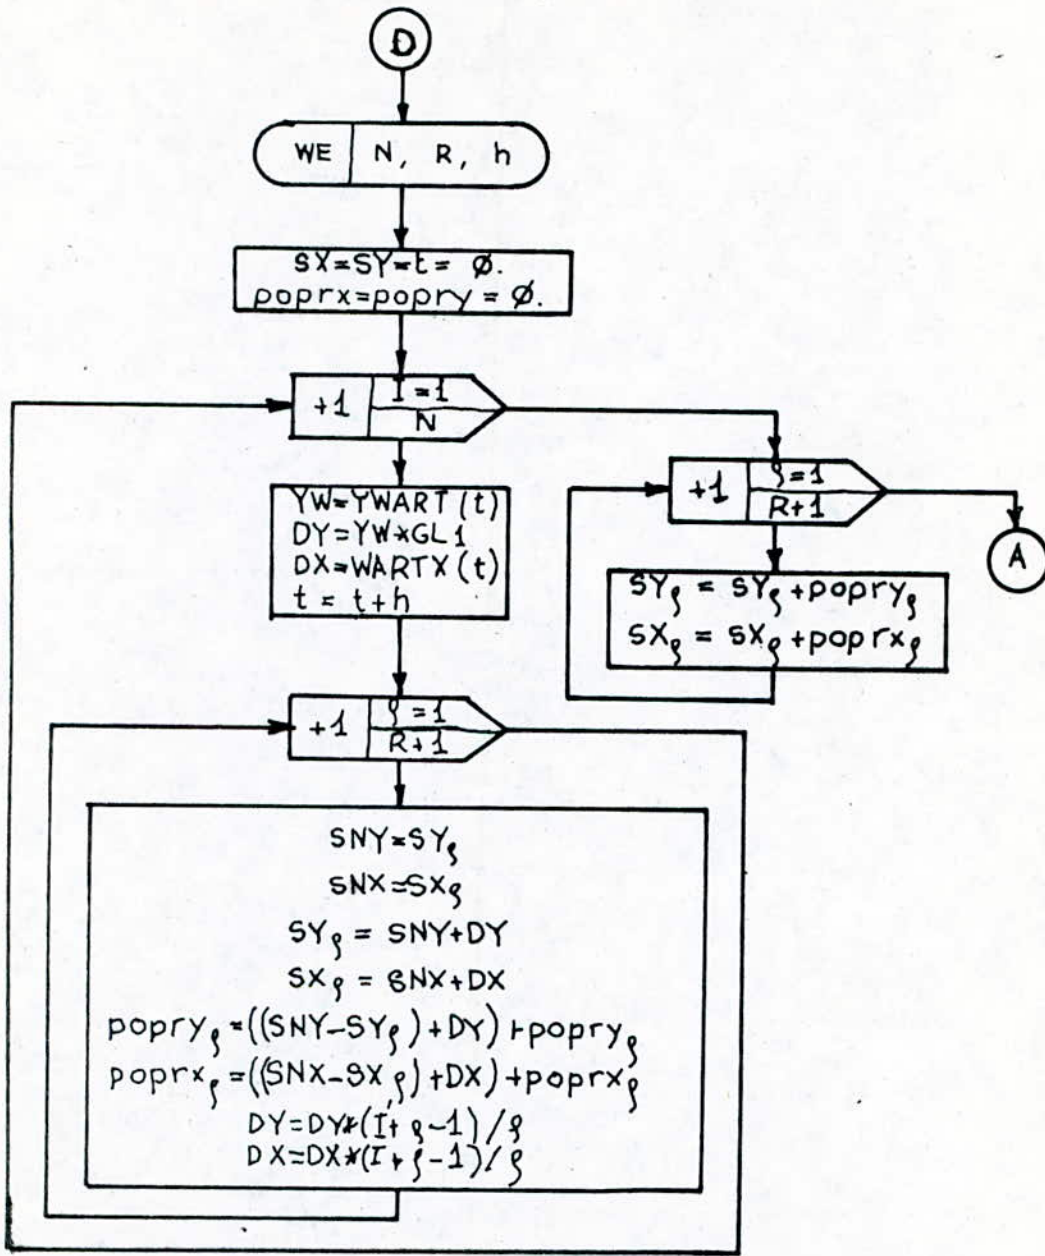 D
WE N, R, h
SX=SY=t= Ø.
poprx=popry = Ø.
+1 I=1
N
YW=YWART(t)
DY=YW*GL1
DX=WARTX(t)
t = t+h
+1 ρ=1
R+1
A
SYρ = SYρ+popryρ
SXρ = SXρ+poprxρ
+1 ρ=1
R+1
SNY=SYρ
SNX=SXρ
SYρ = SNY+DY
SXρ = SNX+DX
popryρ=((SNY-SYρ)+DY)+popryρ
poprxρ=((SNX-SXρ)+DX)+poprxρ
DY=DY*(I+ρ-1)/ρ
DX=DX*(I+ρ-1)/ρ